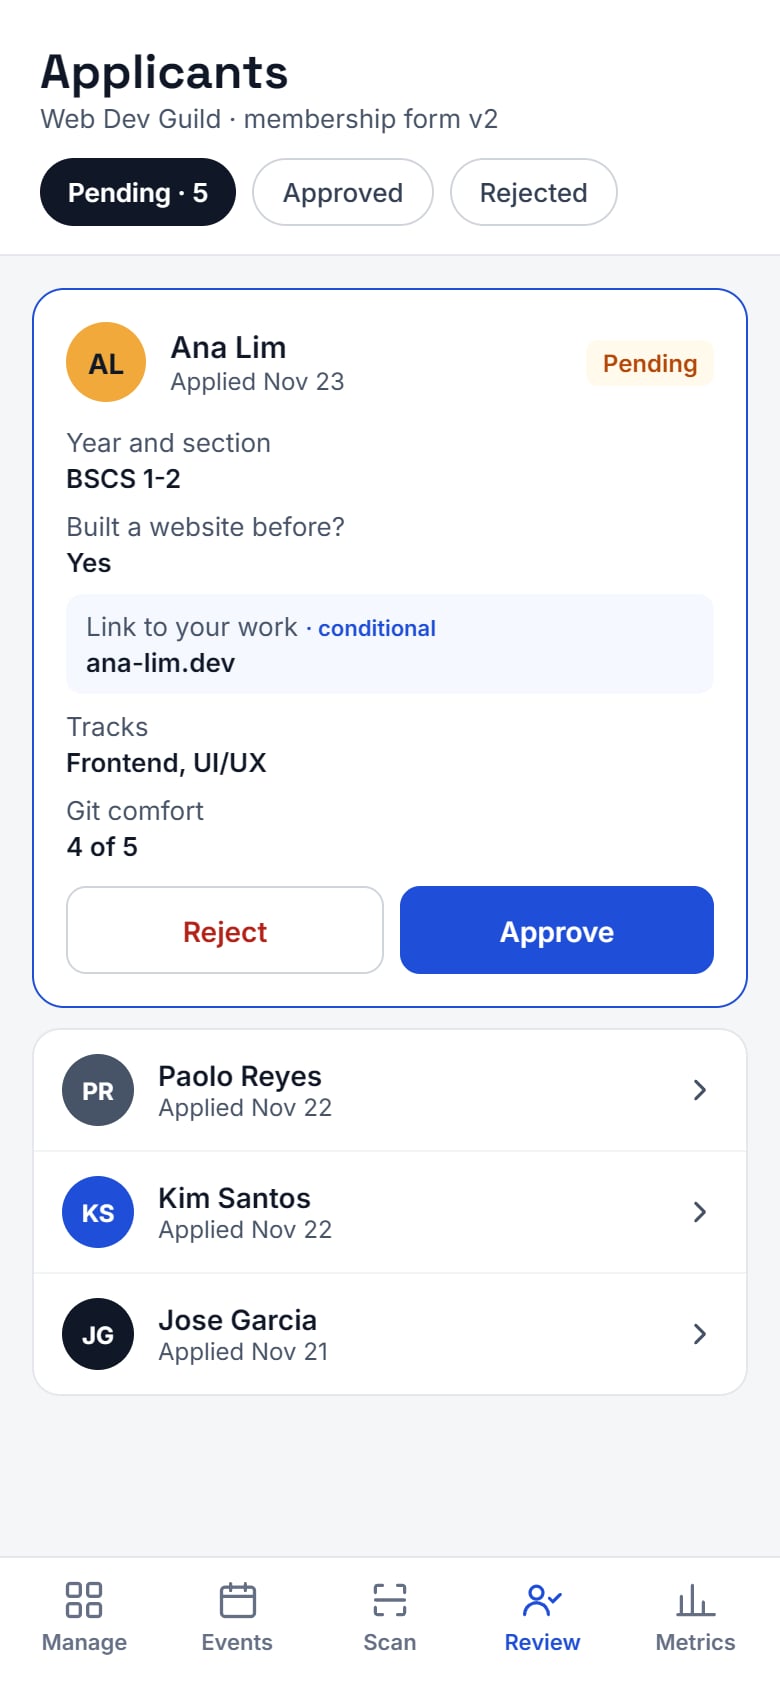 Applicants
Web Dev Guild · membership form v2
Pending · 5
Approved
Rejected
AL
Ana Lim
Applied Nov 23
Pending
Year and section
BSCS 1-2
Built a website before?
Yes
Link to your work · conditional
ana-lim.dev
Tracks
Frontend, UI/UX
Git comfort
4 of 5
Reject
Approve
PR
Paolo Reyes
Applied Nov 22
KS
Kim Santos
Applied Nov 22
JG
Jose Garcia
Applied Nov 21
Manage
Events
Scan
Review
Metrics